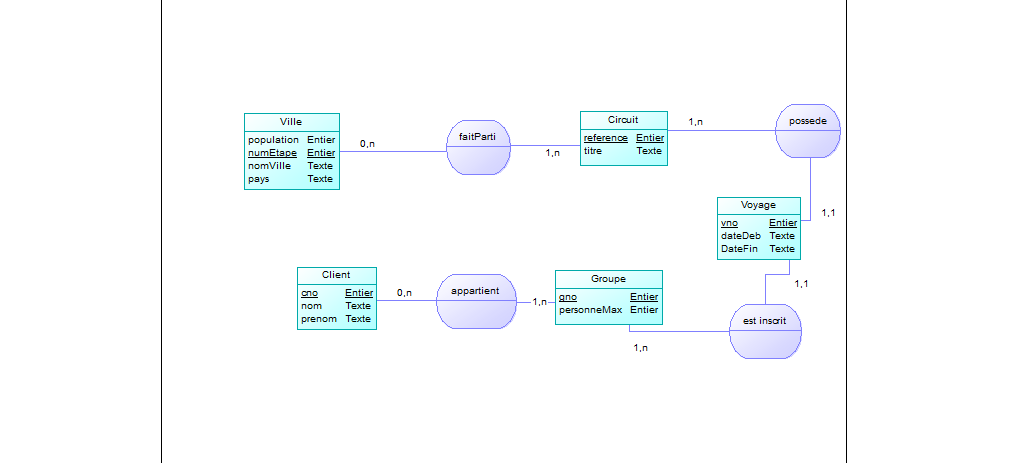 Ville
population Entier
numEtape Entier
nomVille Texte
pays Texte
0,n
faitParti
1,n
Circuit
reference Entier
titre Texte
1,n
possede
1,1
Voyage
vno Entier
dateDeb Texte
DateFin Texte
1,1
Client
cno Entier
nom Texte
prenom Texte
0,n
appartient
1,n
Groupe
gno Entier
personneMax Entier
1,n
est inscrit